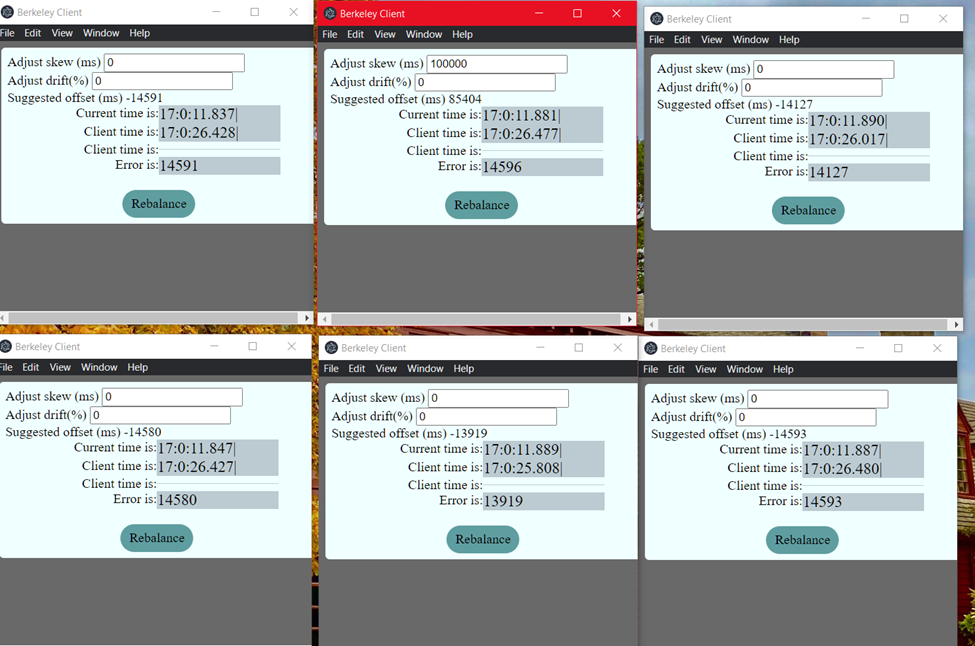 Berkeley Client
File Edit View Window Help
Adjust skew (ms) 0
Adjust drift(%) 0
Suggested offset (ms) -14591
Current time is: 17:0:11.837
Client time is: 17:0:26.428
Client time is:
Error is: 14591
Rebalance
Berkeley Client
File Edit View Window Help
Adjust skew (ms) 100000
Adjust drift(%) 0
Suggested offset (ms) 85404
Current time is: 17:0:11.881
Client time is: 17:0:26.477
Client time is:
Error is: 14596
Rebalance
Berkeley Client
File Edit View Window Help
Adjust skew (ms) 0
Adjust drift(%) 0
Suggested offset (ms) -14127
Current time is: 17:0:11.890
Client time is: 17:0:26.017
Client time is:
Error is: 14127
Rebalance
Berkeley Client
File Edit View Window Help
Adjust skew (ms) 0
Adjust drift(%) 0
Suggested offset (ms) -14580
Current time is: 17:0:11.847
Client time is: 17:0:26.427
Client time is:
Error is: 14580
Rebalance
Berkeley Client
File Edit View Window Help
Adjust skew (ms) 0
Adjust drift(%) 0
Suggested offset (ms) -13919
Current time is: 17:0:11.889
Client time is: 17:0:25.808
Client time is:
Error is: 13919
Rebalance
Berkeley Client
File Edit View Window Help
Adjust skew (ms) 0
Adjust drift(%) 0
Suggested offset (ms) -14593
Current time is: 17:0:11.887
Client time is: 17:0:26.480
Client time is:
Error is: 14593
Rebalance